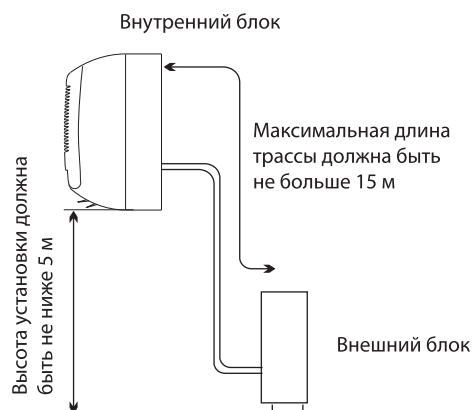 Внутренний блок
Максимальная длина
трассы должна быть
не больше 15 м
Высота установки должна
быть не ниже 5 м
Внешний блок